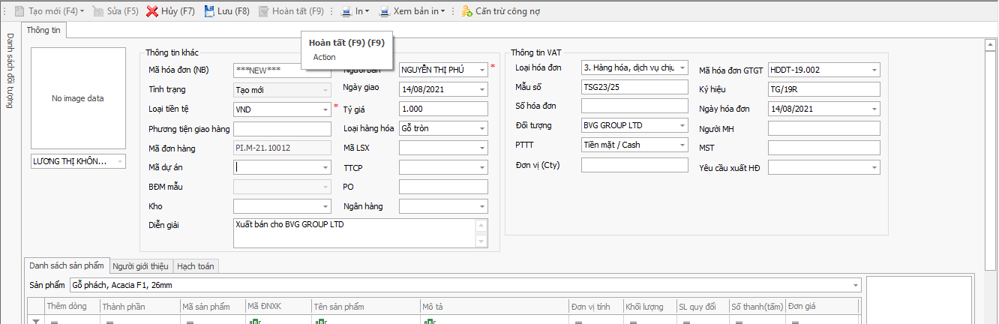 Tạo mới (F4) Sửa (F5) Hủy (F7) Lưu (F8) Hoàn tất (F9) In Xem bản in Cấn trừ công nợ
Danh sách đối tượng
Thông tin
Hoàn tất (F9) (F9)
Action
No image data
LƯƠNG THỊ KHÔN...
Thông tin khác
Mã hóa đơn (NB) ***NEW*** Người bán NGUYỄN THỊ PHÚ *
Tình trạng Tạo mới Ngày giao 14/08/2021
Loại tiền tệ VND * Tỷ giá 1.000
Phương tiện giao hàng Loại hàng hóa Gỗ tròn
Mã đơn hàng PI.M-21.10012 Mã LSX
Mã dự án TTCP
BĐM mẫu PO
Kho Ngân hàng
Diễn giải Xuất bán cho BVG GROUP LTD
Thông tin VAT
Loại hóa đơn 3. Hàng hóa, dịch vụ chịu Mã hóa đơn GTGT HDDT-19.002
Mẫu số TSG23/25 Ký hiệu TG/19R
Số hóa đơn Ngày hóa đơn 14/08/2021
Đối tượng BVG GROUP LTD Người MH
PTTT Tiền mặt / Cash MST
Đơn vị (Cty) Yêu cầu xuất HĐ
Danh sách sản phẩm Người giới thiệu Hạch toán
Sản phẩm Gỗ phách, Acacia F1, 26mm
Thêm dòng Thành phần Mã sản phẩm Mã ĐNXK Tên sản phẩm Mô tả Đơn vị tính Khối lượng SL quy đổi Số thanh(tấm) Đơn giá